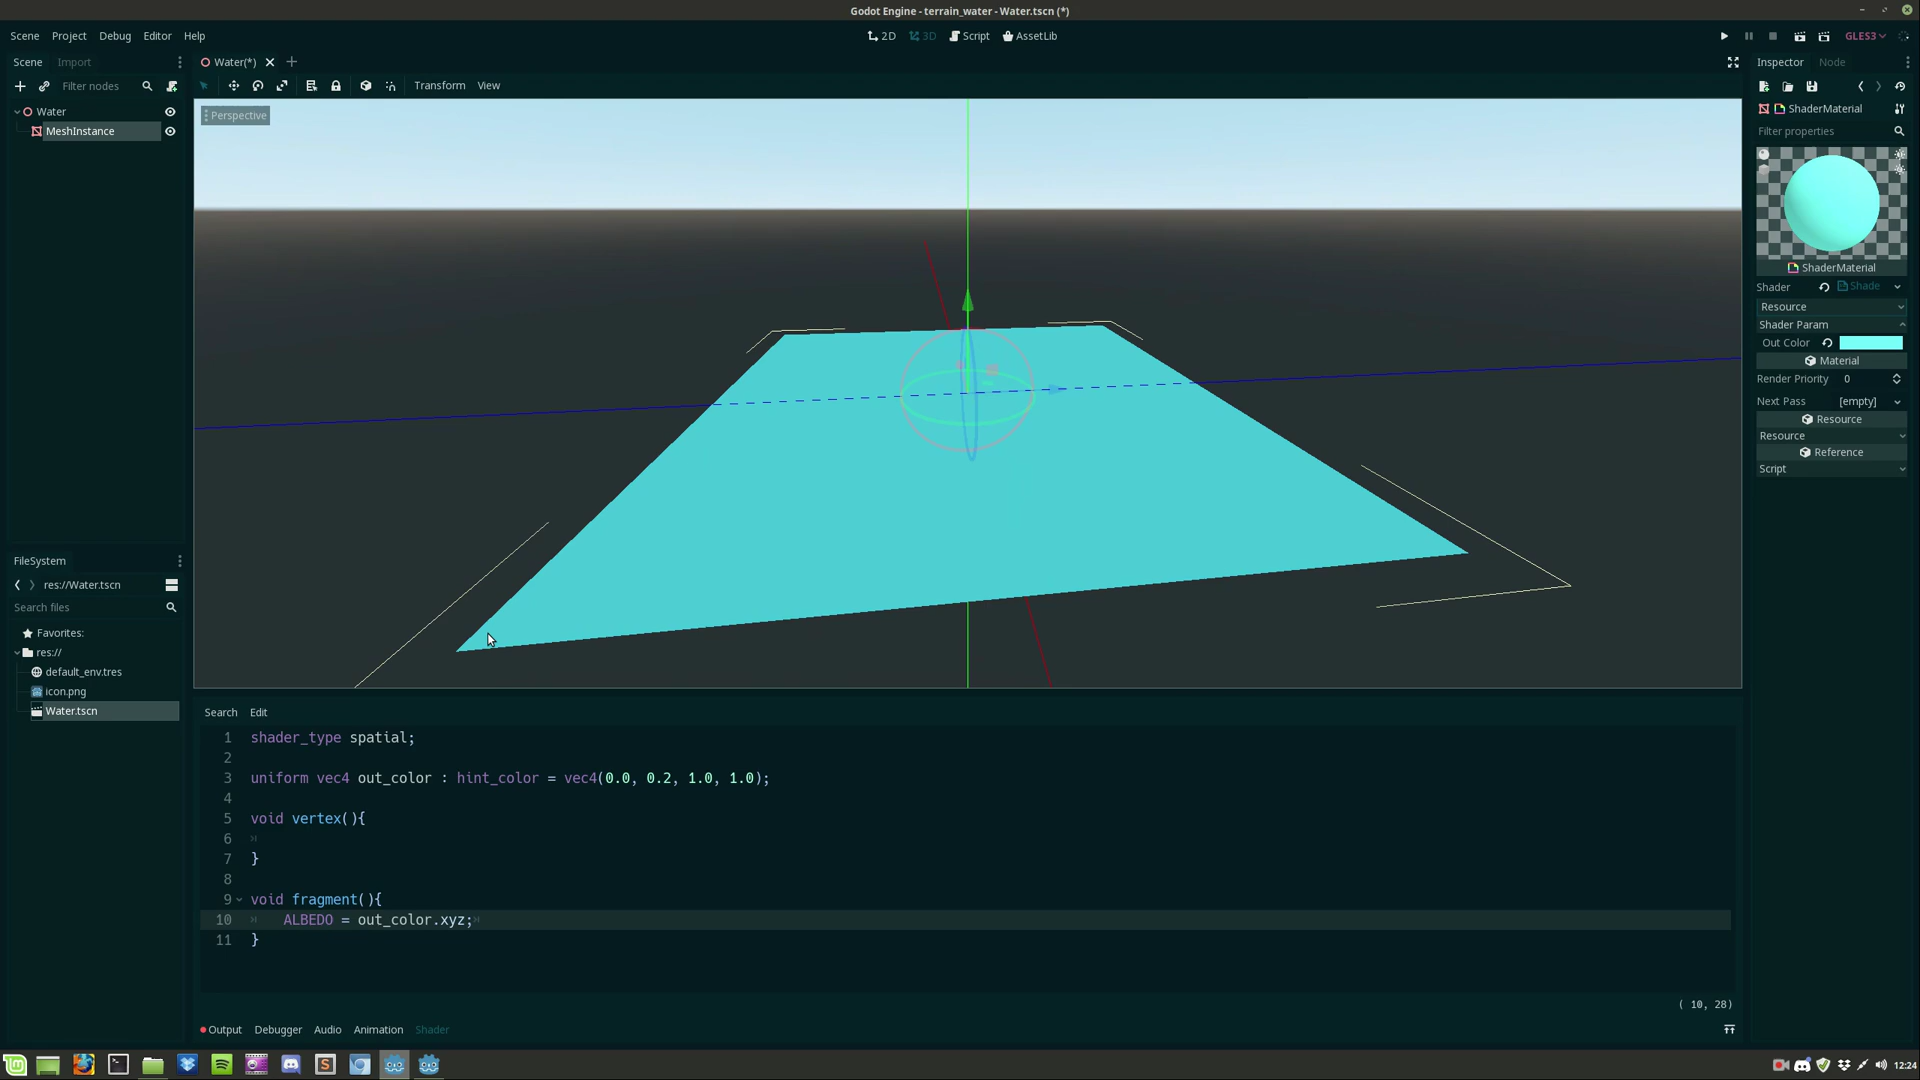 Godot Engine - terrain_water - Water.tscn (*)
Scene Project Debug Editor Help
2D 3D Script AssetLib
GLES3
Scene Import
Water(*)
Inspector Node
Filter nodes
Transform View
Water
MeshInstance
Perspective
ShaderMaterial
Filter properties
ShaderMaterial
Shader Shade
Resource
Shader Param
Out Color
Material
Render Priority 0
Next Pass [empty]
Resource
Resource
Reference
Script
FileSystem
res://Water.tscn
Search files
Favorites:
res://
default_env.tres
icon.png
Water.tscn
Search Edit
1 shader_type spatial;
2
3 uniform vec4 out_color : hint_color = vec4(0.0, 0.2, 1.0, 1.0);
4
5 void vertex(){
6
7 }
8
9 void fragment(){
10 ALBEDO = out_color.xyz;
11 }
( 10, 28)
Output Debugger Audio Animation Shader
12:24